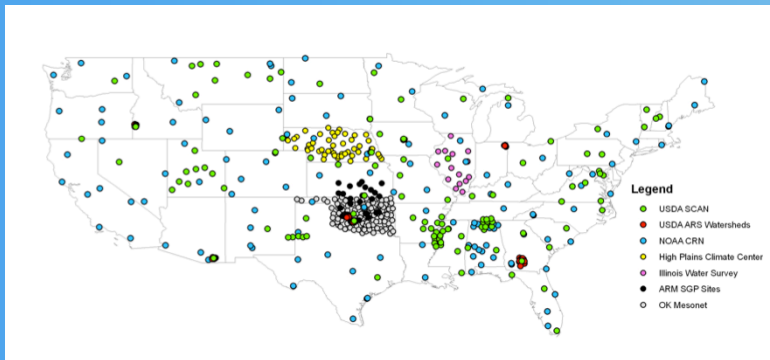 Legend
USDA SCAN
USDA ARS Watersheds
NOAA CRN
High Plains Climate Center
Illinois Water Survey
ARM SGP Sites
OK Mesonet